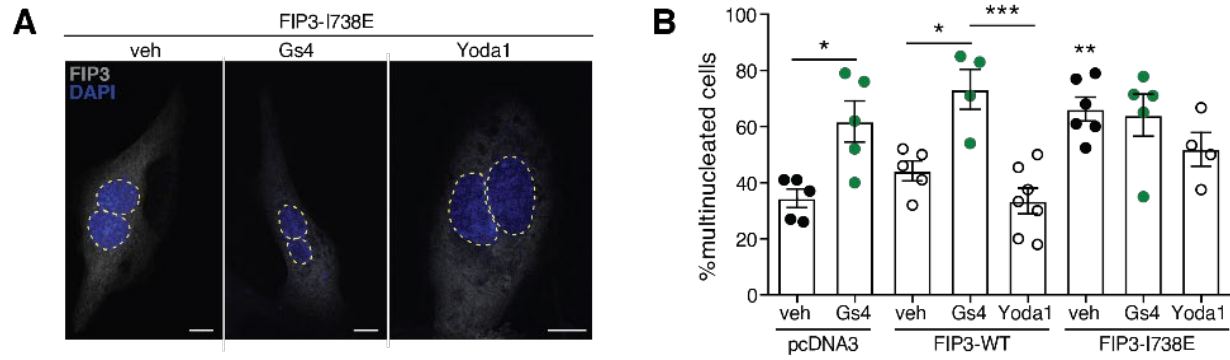 A
FIP3-I738E
veh Gs4 Yoda1
FIP3
DAPI
B
%multinucleated cells
100
80
60
40
20
0
* * *** **
veh Gs4 veh Gs4 Yoda1 veh Gs4 Yoda1
pcDNA3 FIP3-WT FIP3-I738E